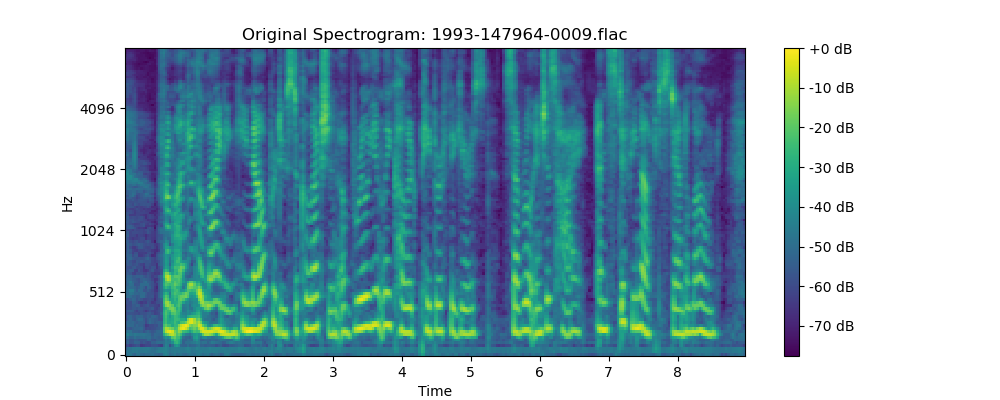 Original Spectrogram: 1993-147964-0009.flac
Hz
4096
2048
1024
512
0
0 1 2 3 4 5 6 7 8
Time
+0 dB
-10 dB
-20 dB
-30 dB
-40 dB
-50 dB
-60 dB
-70 dB